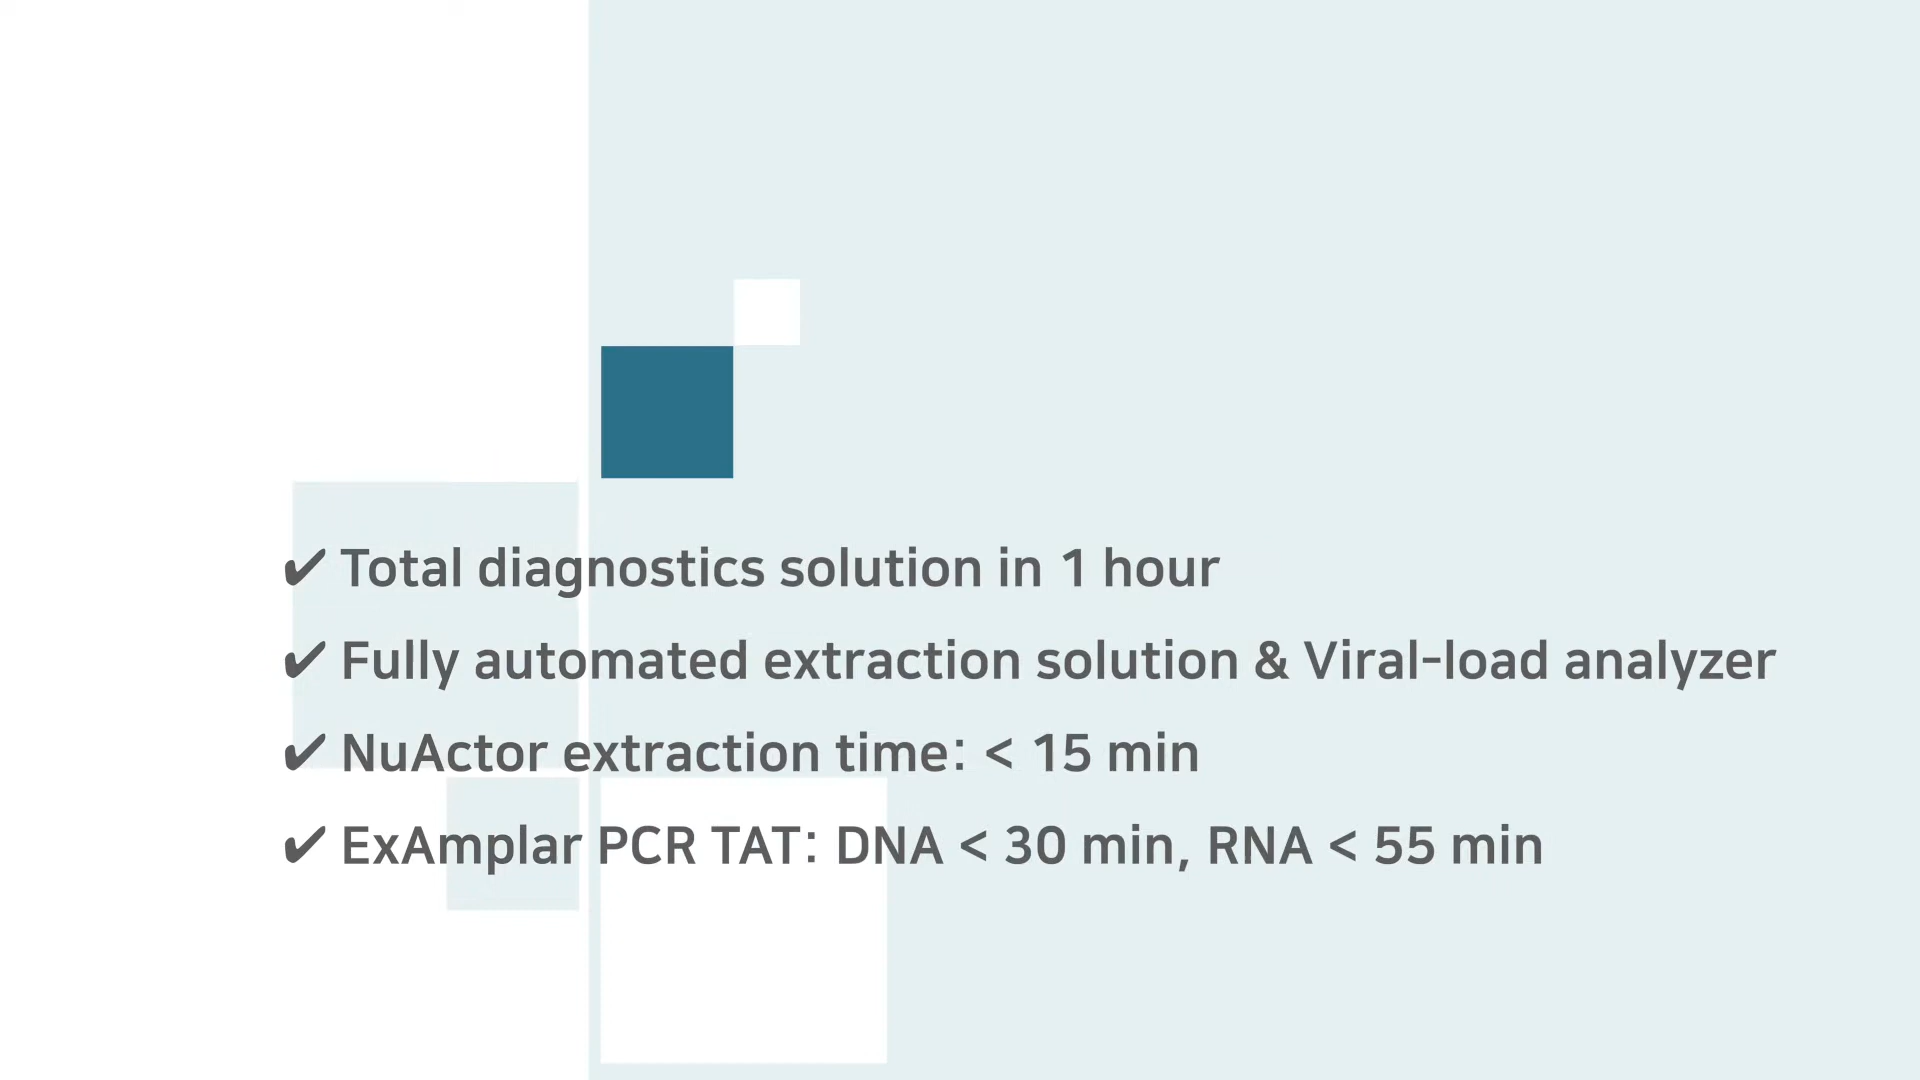 ✔ Total diagnostics solution in 1 hour
✔ Fully automated extraction solution & Viral-load analyzer
✔ NuActor extraction time: < 15 min
✔ ExAmplar PCR TAT: DNA < 30 min, RNA < 55 min